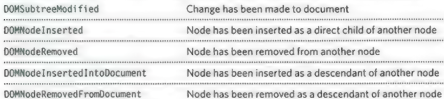 DOMSubtreeModified Change has been made to document
DOMNodeInserted Node has been inserted as a direct child of another node
DOMNodeRemoved Node has been removed from another node
DOMNodeInsertedIntoDocument Node has been inserted as a descendant of another node
DOMNodeRemovedFromDocument Node has been removed as a descendant of another node